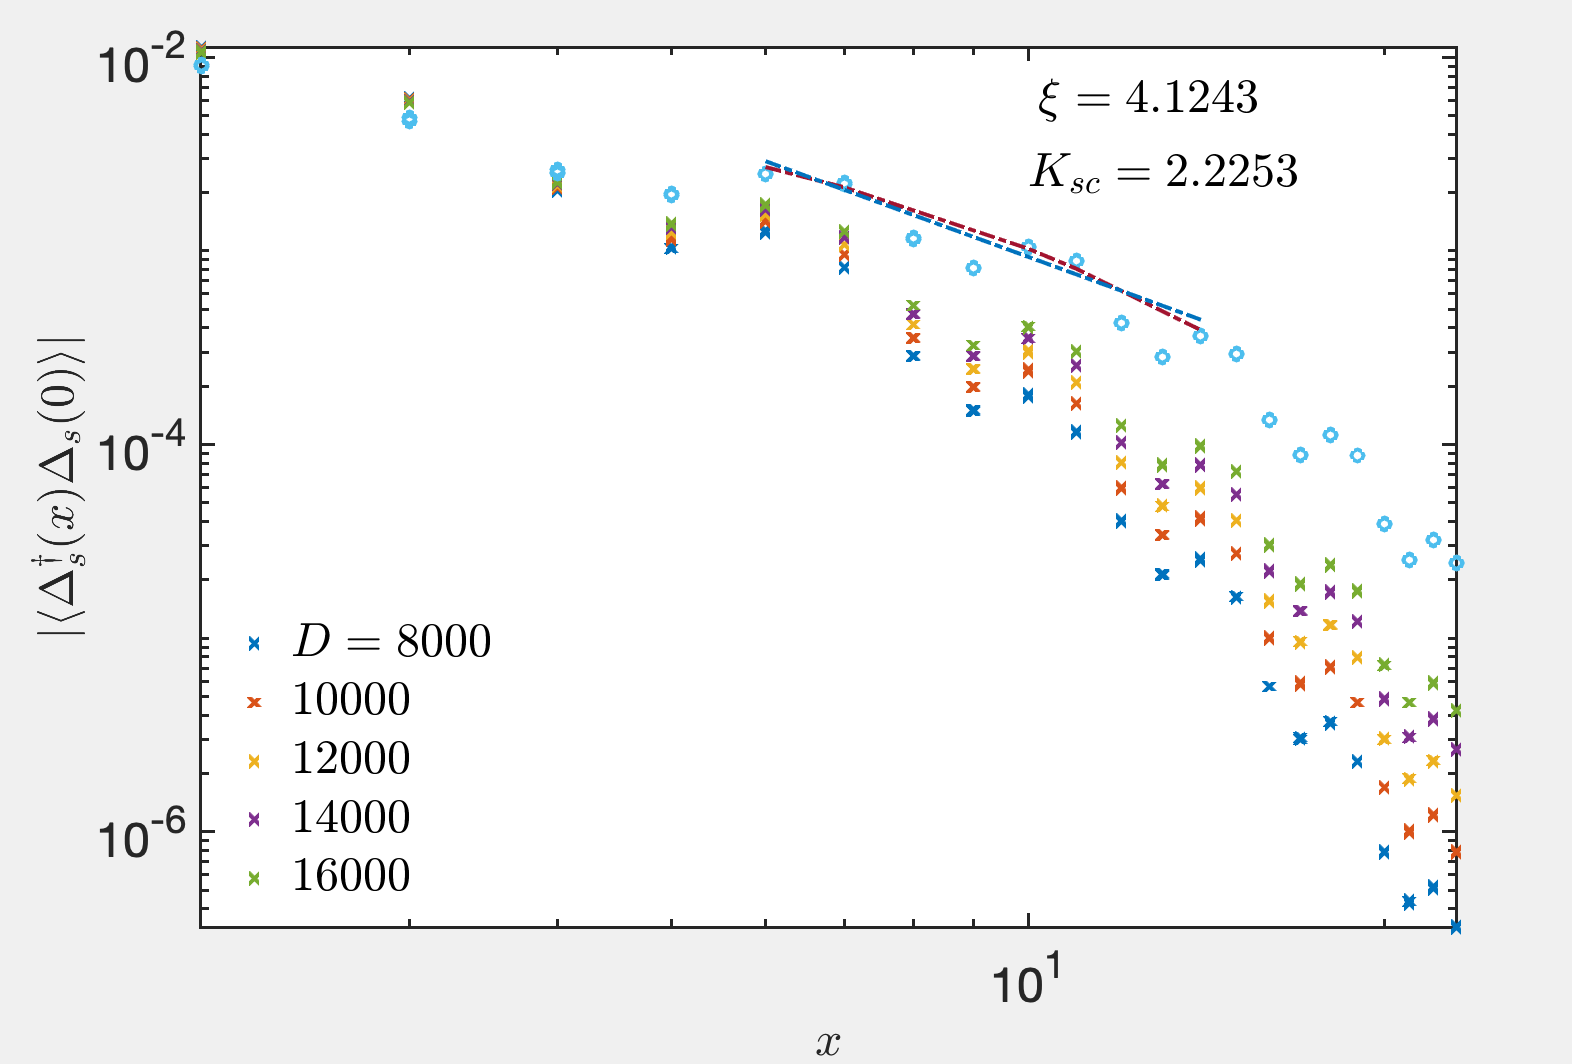 10^-2
ξ = 4.1243
K_sc = 2.2253
|⟨Δ_s^†(x)Δ_s(0)⟩|
10^-4
D = 8000
10000
12000
14000
16000
10^-6
10^1
x